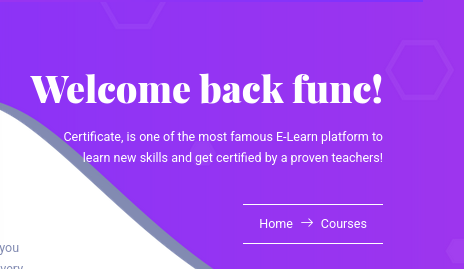 Welcome back func!
Certificate, is one of the most famous E-Learn platform to
learn new skills and get certified by a proven teachers!
Home → Courses
you
very